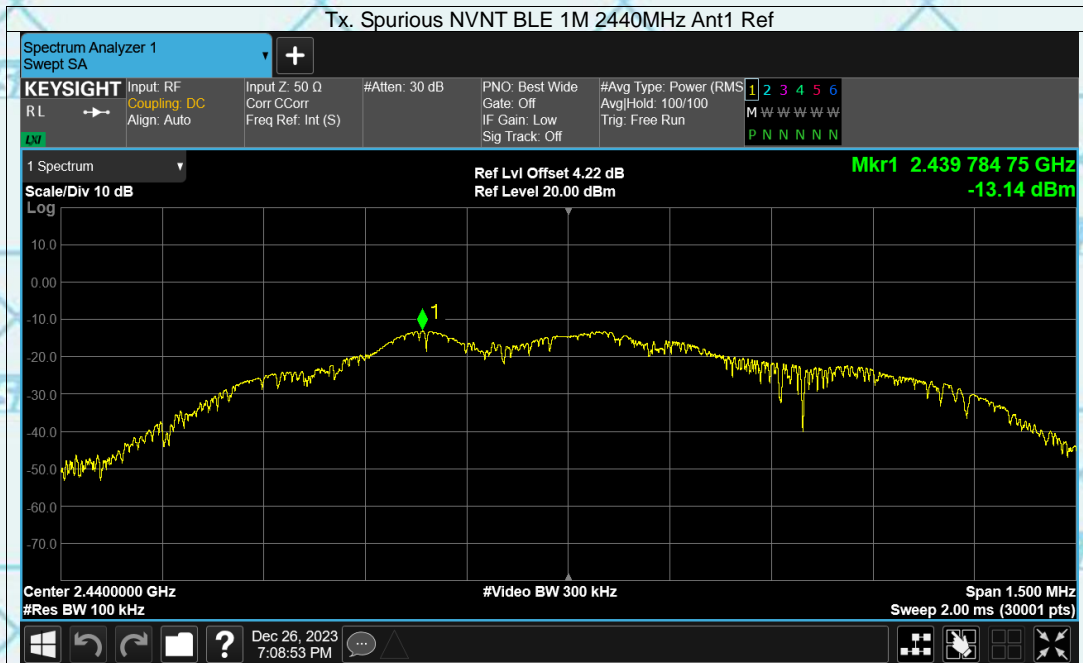 Tx. Spurious NVNT BLE 1M 2440MHz Ant1 Ref
Spectrum Analyzer 1
Swept SA
+
KEYSIGHT
R L
LXI
Input: RF
Coupling: DC
Align: Auto
Input Z: 50 Ω
Corr CCorr
Freq Ref: Int (S)
#Atten: 30 dB
PNO: Best Wide
Gate: Off
IF Gain: Low
Sig Track: Off
#Avg Type: Power (RMS
Avg|Hold: 100/100
Trig: Free Run
1 2 3 4 5 6
M W W W W W
P N N N N N
1 Spectrum
Scale/Div 10 dB
Log
Ref Lvl Offset 4.22 dB
Ref Level 20.00 dBm
Mkr1 2.439 784 75 GHz
-13.14 dBm
10.0
0.00
-10.0
-20.0
-30.0
-40.0
-50.0
-60.0
-70.0
1
Center 2.4400000 GHz
#Res BW 100 kHz
#Video BW 300 kHz
Span 1.500 MHz
Sweep 2.00 ms (30001 pts)
?
Dec 26, 2023
7:08:53 PM